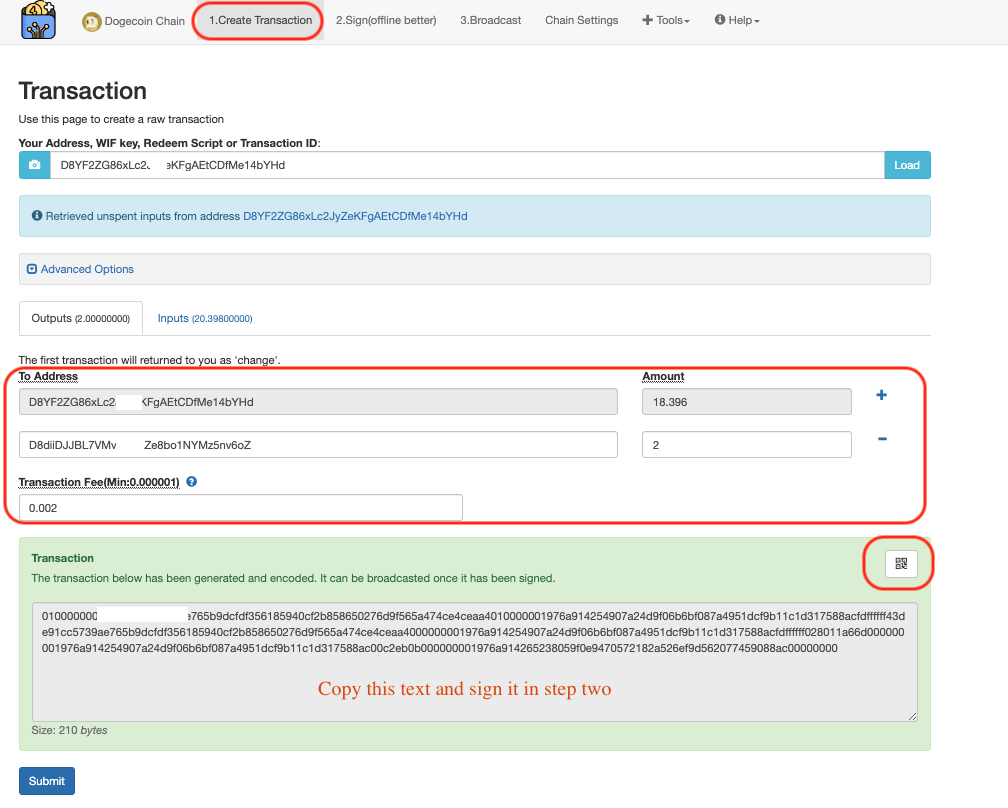 Dogecoin Chain 1.Create Transaction 2.Sign(offline better) 3.Broadcast Chain Settings Tools Help
Transaction
Use this page to create a raw transaction
Your Address, WIF key, Redeem Script or Transaction ID:
D8YF2ZG86xLc2 eKFgAEtCDfMe14bYHd Load
Retrieved unspent inputs from address D8YF2ZG86xLc2JyZeKFgAEtCDfMe14bYHd
Advanced Options
Outputs (2.00000000) Inputs (20.39800000)
The first transaction will returned to you as 'change'.
To Address Amount
D8YF2ZG86xLc2 KFgAEtCDfMe14bYHd 18.396
D8diiDJJBL7VMv Ze8bo1NYMz5nv6oZ 2
Transaction Fee(Min:0.000001)
0.002
Transaction
The transaction below has been generated and encoded. It can be broadcasted once it has been signed.
010000000 e765b9dcfdf356185940cf2b858650276d9f565a474ce4ceaa4010000001976a914254907a24d9f06b6bf087a4951dcf9b11c1d317588acfdffffff43d
e91cc5739ae765b9dcfdf356185940cf2b858650276d9f565a474ce4ceaa4000000001976a914254907a24d9f06b6bf087a4951dcf9b11c1d317588acfdffffff028011a66d000000
001976a914254907a24d9f06b6bf087a4951dcf9b11c1d317588ac00c2eb0b000000001976a914265238059f0e9470572182a526ef9d562077459088ac00000000
Copy this text and sign it in step two
Size: 210 bytes
Submit